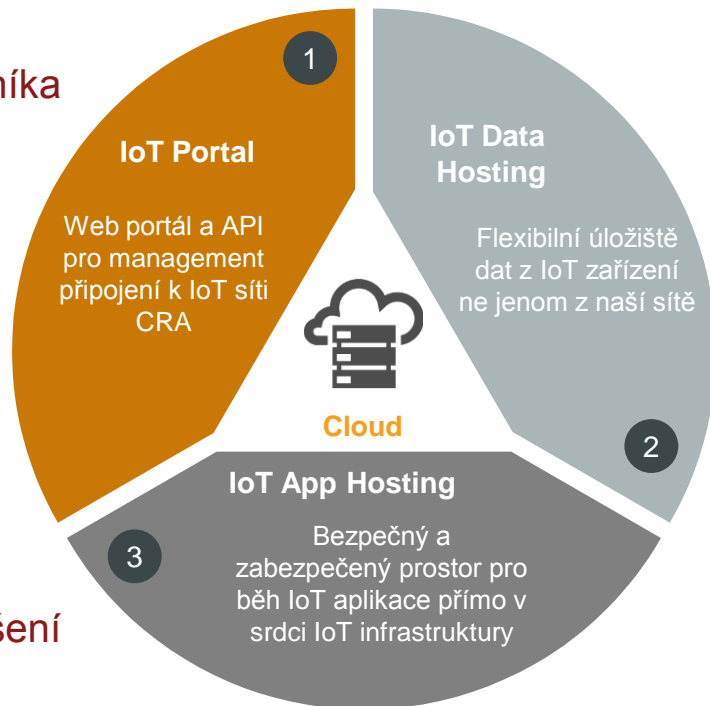 níka
1
IoT Portal
Web portál a API
pro management
připojení k IoT síti
CRA
IoT Data
Hosting
Flexibilní úložiště
dat z IoT zařízení
ne jenom z naší sítě
2
Cloud
IoT App Hosting
3
Bezpečný a
zabezpečený prostor pro
běh IoT aplikace přímo v
srdci IoT infrastruktury
šení